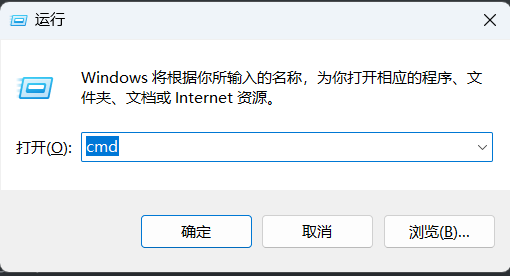 运行
Windows 将根据你所输入的名称，为你打开相应的程序、文
件夹、文档或 Internet 资源。
打开(O): cmd
确定 取消 浏览(B)...